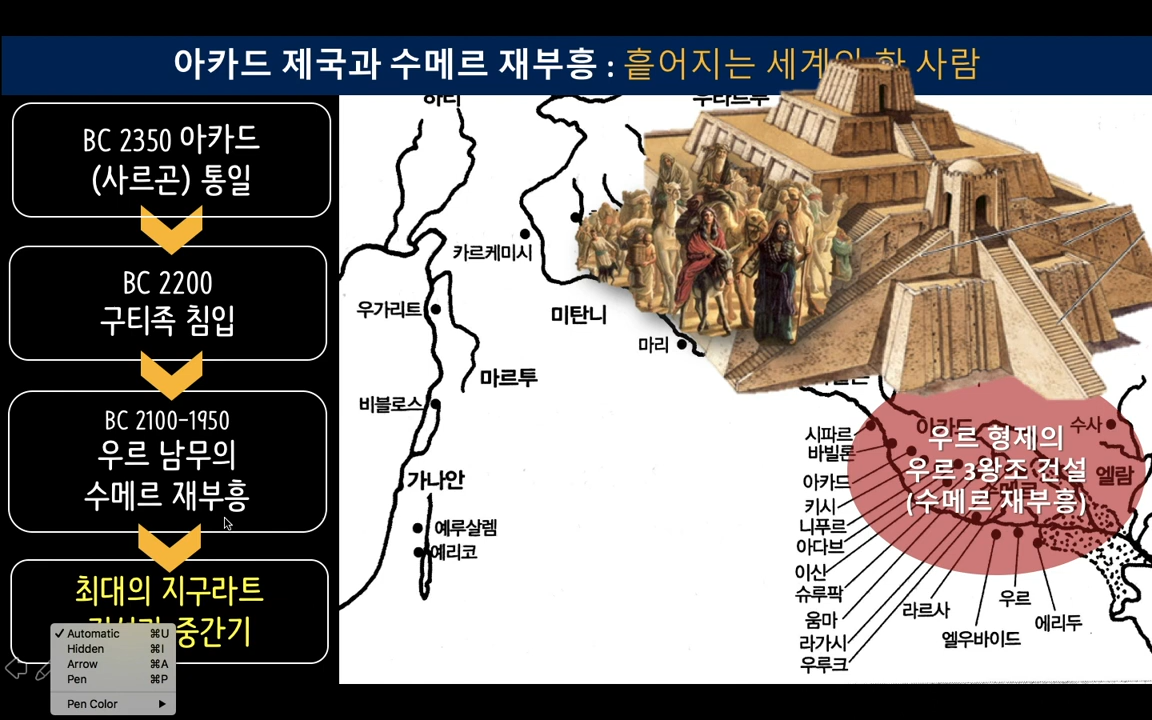 아카드 제국과 수메르 재부흥 : 흩어지는 세계의 한 사람
BC 2350 아카드
(사르곤) 통일
BC 2200
구티족 침입
BC 2100-1950
우르 남무의
수메르 재부흥
최대의 지구라트
중간기
Automatic ⌘U
Hidden ⌘I
Arrow ⌘A
Pen ⌘P
Pen Color
카르케미시
우가리트
미탄니
마리
마르투
비블로스
가나안
예루살렘
예리코
시파르
바빌론
아카드
키시
니푸르
아다브
이신
슈루팍
움마
라가시
우루크
라르사
엘우바이드
우르
에리두
수사
엘람
아카드
우르 형제의
우르 3왕조 건설
(수메르 재부흥)